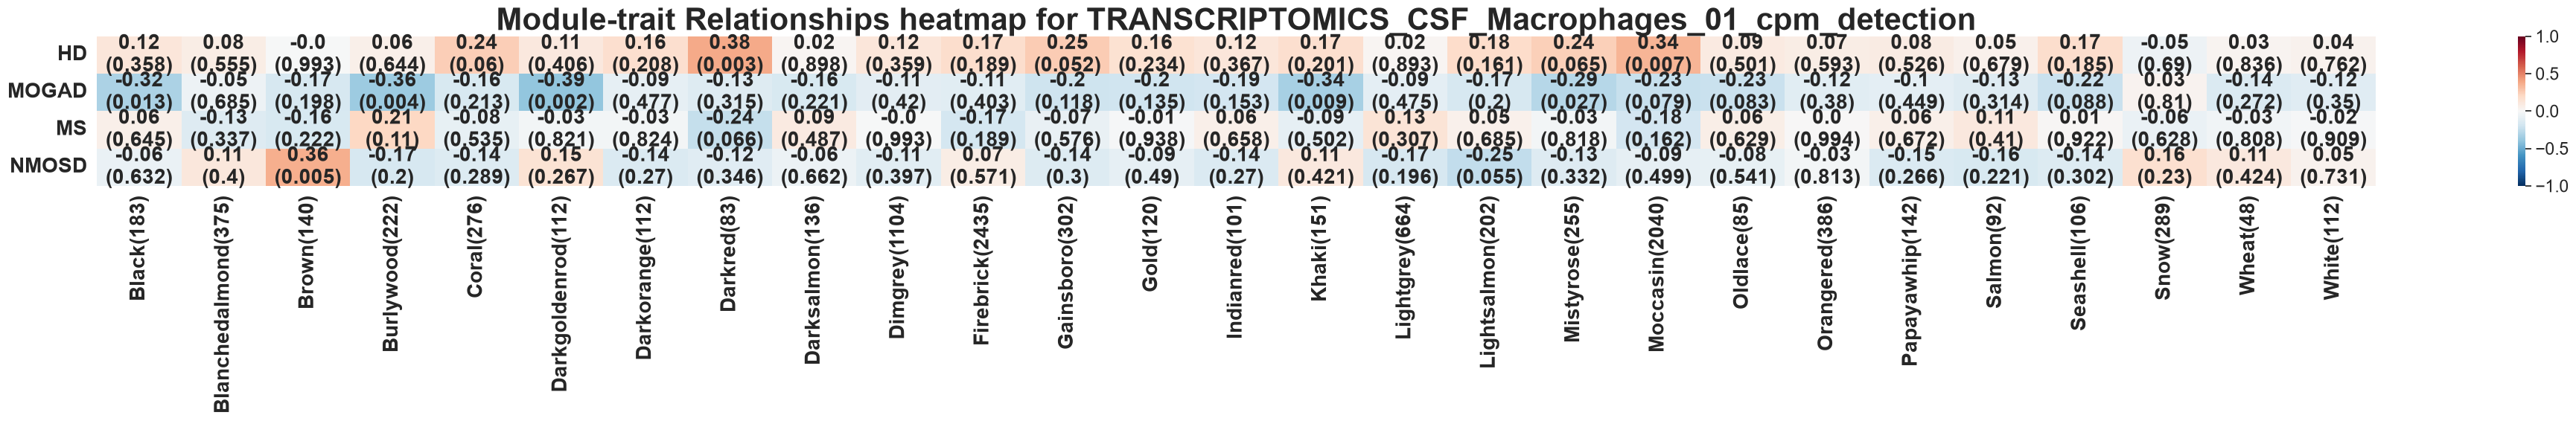 Module-trait Relationships heatmap for TRANSCRIPTOMICS_CSF_Macrophages_01_cpm_detection
HD
0.12 0.08 -0.0 0.06 0.24 0.11 0.16 0.38 0.02 0.12 0.17 0.25 0.16 0.12 0.17 0.02 0.18 0.24 0.34 0.09 0.07 0.08 0.05 0.17 -0.05 0.03 0.04
(0.358) (0.555) (0.993) (0.644) (0.06) (0.406) (0.208) (0.003) (0.898) (0.359) (0.189) (0.052) (0.234) (0.367) (0.201) (0.893) (0.161) (0.065) (0.007) (0.501) (0.593) (0.526) (0.679) (0.185) (0.69) (0.836) (0.762)
MOGAD
-0.32 -0.05 -0.17 -0.36 -0.16 -0.39 -0.09 -0.13 -0.16 -0.11 -0.11 -0.2 -0.2 -0.19 -0.34 -0.09 -0.17 -0.29 -0.23 -0.23 -0.12 -0.1 -0.13 -0.22 0.03 -0.14 -0.12
(0.013) (0.685) (0.198) (0.004) (0.213) (0.002) (0.477) (0.315) (0.221) (0.42) (0.403) (0.118) (0.135) (0.153) (0.009) (0.475) (0.2) (0.027) (0.079) (0.083) (0.38) (0.449) (0.314) (0.088) (0.81) (0.272) (0.35)
MS
0.06 -0.13 -0.16 0.21 -0.08 -0.03 -0.03 -0.24 0.09 -0.0 -0.17 -0.07 -0.01 0.06 -0.09 0.13 0.05 -0.03 -0.18 0.06 0.0 0.06 0.11 0.01 -0.06 -0.03 -0.02
(0.645) (0.337) (0.222) (0.11) (0.535) (0.821) (0.824) (0.066) (0.487) (0.993) (0.189) (0.576) (0.938) (0.658) (0.502) (0.307) (0.685) (0.818) (0.162) (0.629) (0.994) (0.672) (0.41) (0.922) (0.628) (0.808) (0.909)
NMOSD
-0.06 0.11 0.36 -0.17 -0.14 0.15 -0.14 -0.12 -0.06 -0.11 0.07 -0.14 -0.09 -0.14 0.11 -0.17 -0.25 -0.13 -0.09 -0.08 -0.03 -0.15 -0.16 -0.14 0.16 0.11 0.05
(0.632) (0.4) (0.005) (0.2) (0.289) (0.267) (0.27) (0.346) (0.662) (0.397) (0.571) (0.3) (0.49) (0.27) (0.421) (0.196) (0.055) (0.332) (0.499) (0.541) (0.813) (0.266) (0.221) (0.302) (0.23) (0.424) (0.731)
Black(183)
Blanchedalmond(375)
Brown(140)
Burlywood(222)
Coral(276)
Darkgoldenrod(112)
Darkorange(112)
Darkred(83)
Darksalmon(136)
Dimgrey(1104)
Firebrick(2435)
Gainsboro(302)
Gold(120)
Indianred(101)
Khaki(151)
Lightgrey(664)
Lightsalmon(202)
Mistyrose(255)
Moccasin(2040)
Oldlace(85)
Orangered(386)
Papayawhip(142)
Salmon(92)
Seashell(106)
Snow(289)
Wheat(48)
White(112)
1.0
0.5
0.0
−0.5
−1.0